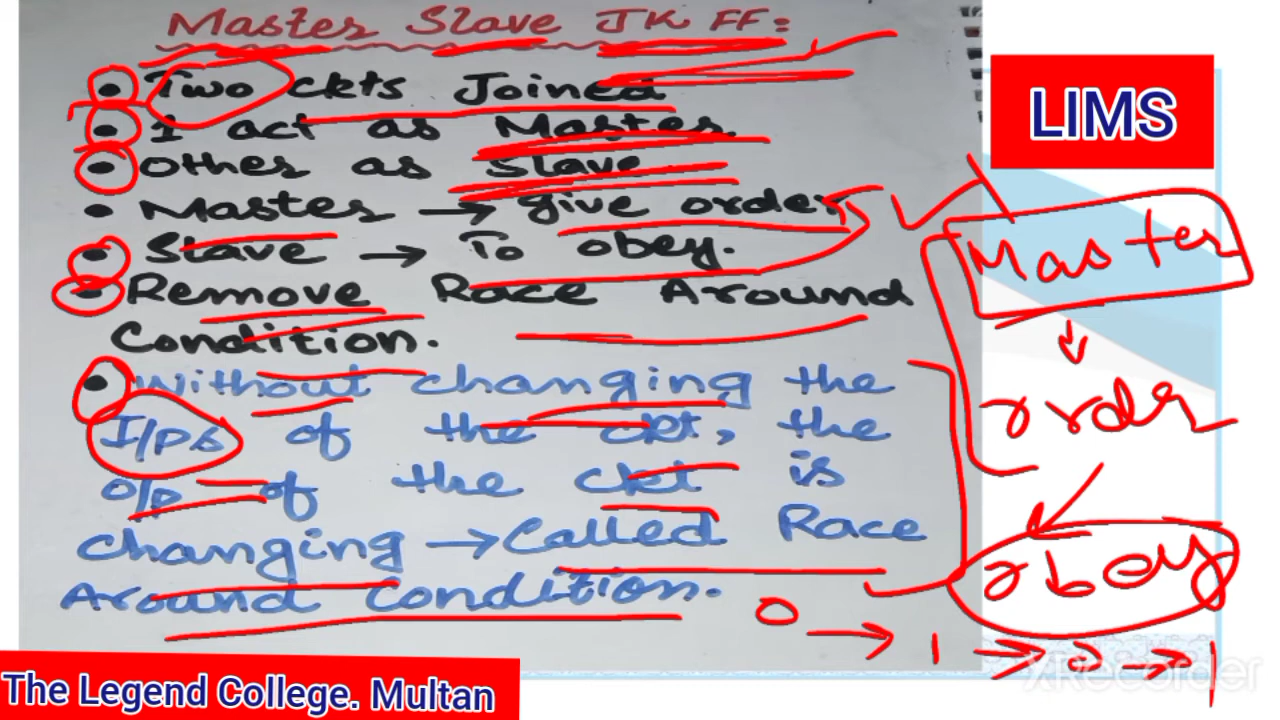 Master Slave JK FF:
• Two ckts Joined
• 1 act as Master.
• Other as Slave
• Master → give order.
• Slave → To obey.
• Remove Race Around
Condition.
• Without changing the
I/ps of the ckt, the
o/p of the ckt is
changing → Called Race
Around Condition.
LIMS
Master
↓
order
obey
0 → 1 → 0 → 1
XRecorder
The Legend College. Multan